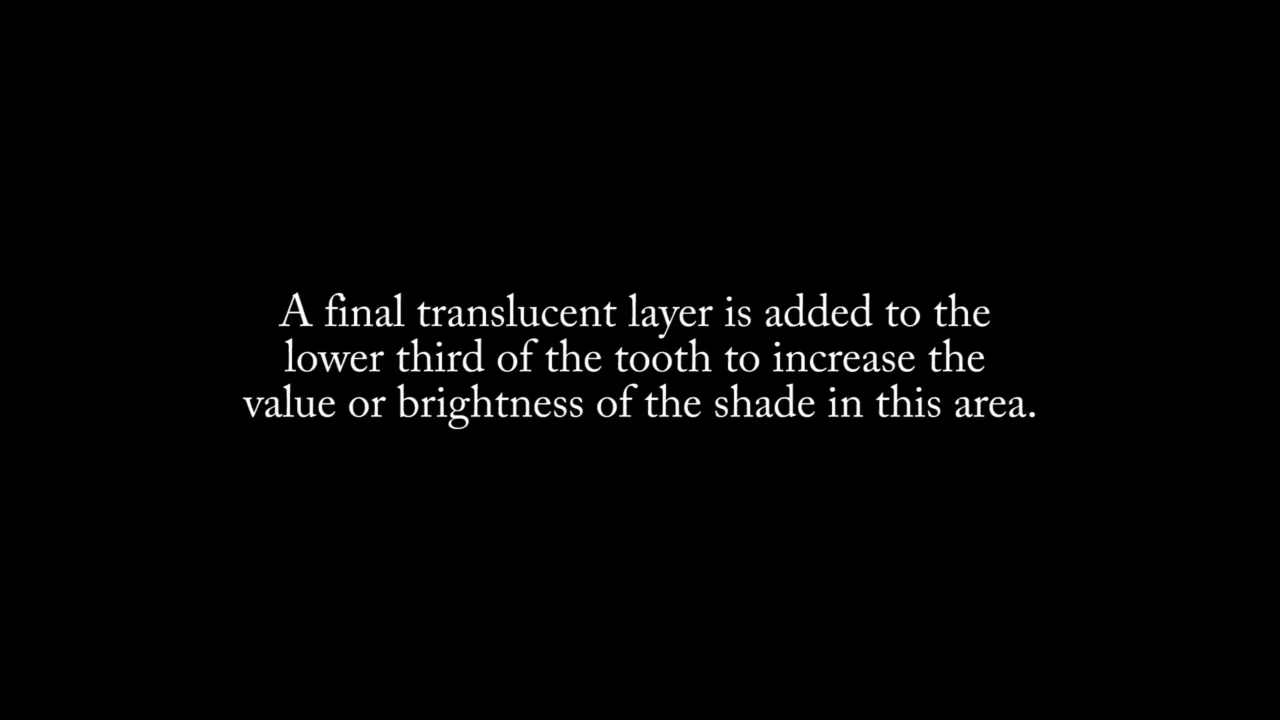 A final translucent layer is added to the
lower third of the tooth to increase the
value or brightness of the shade in this area.